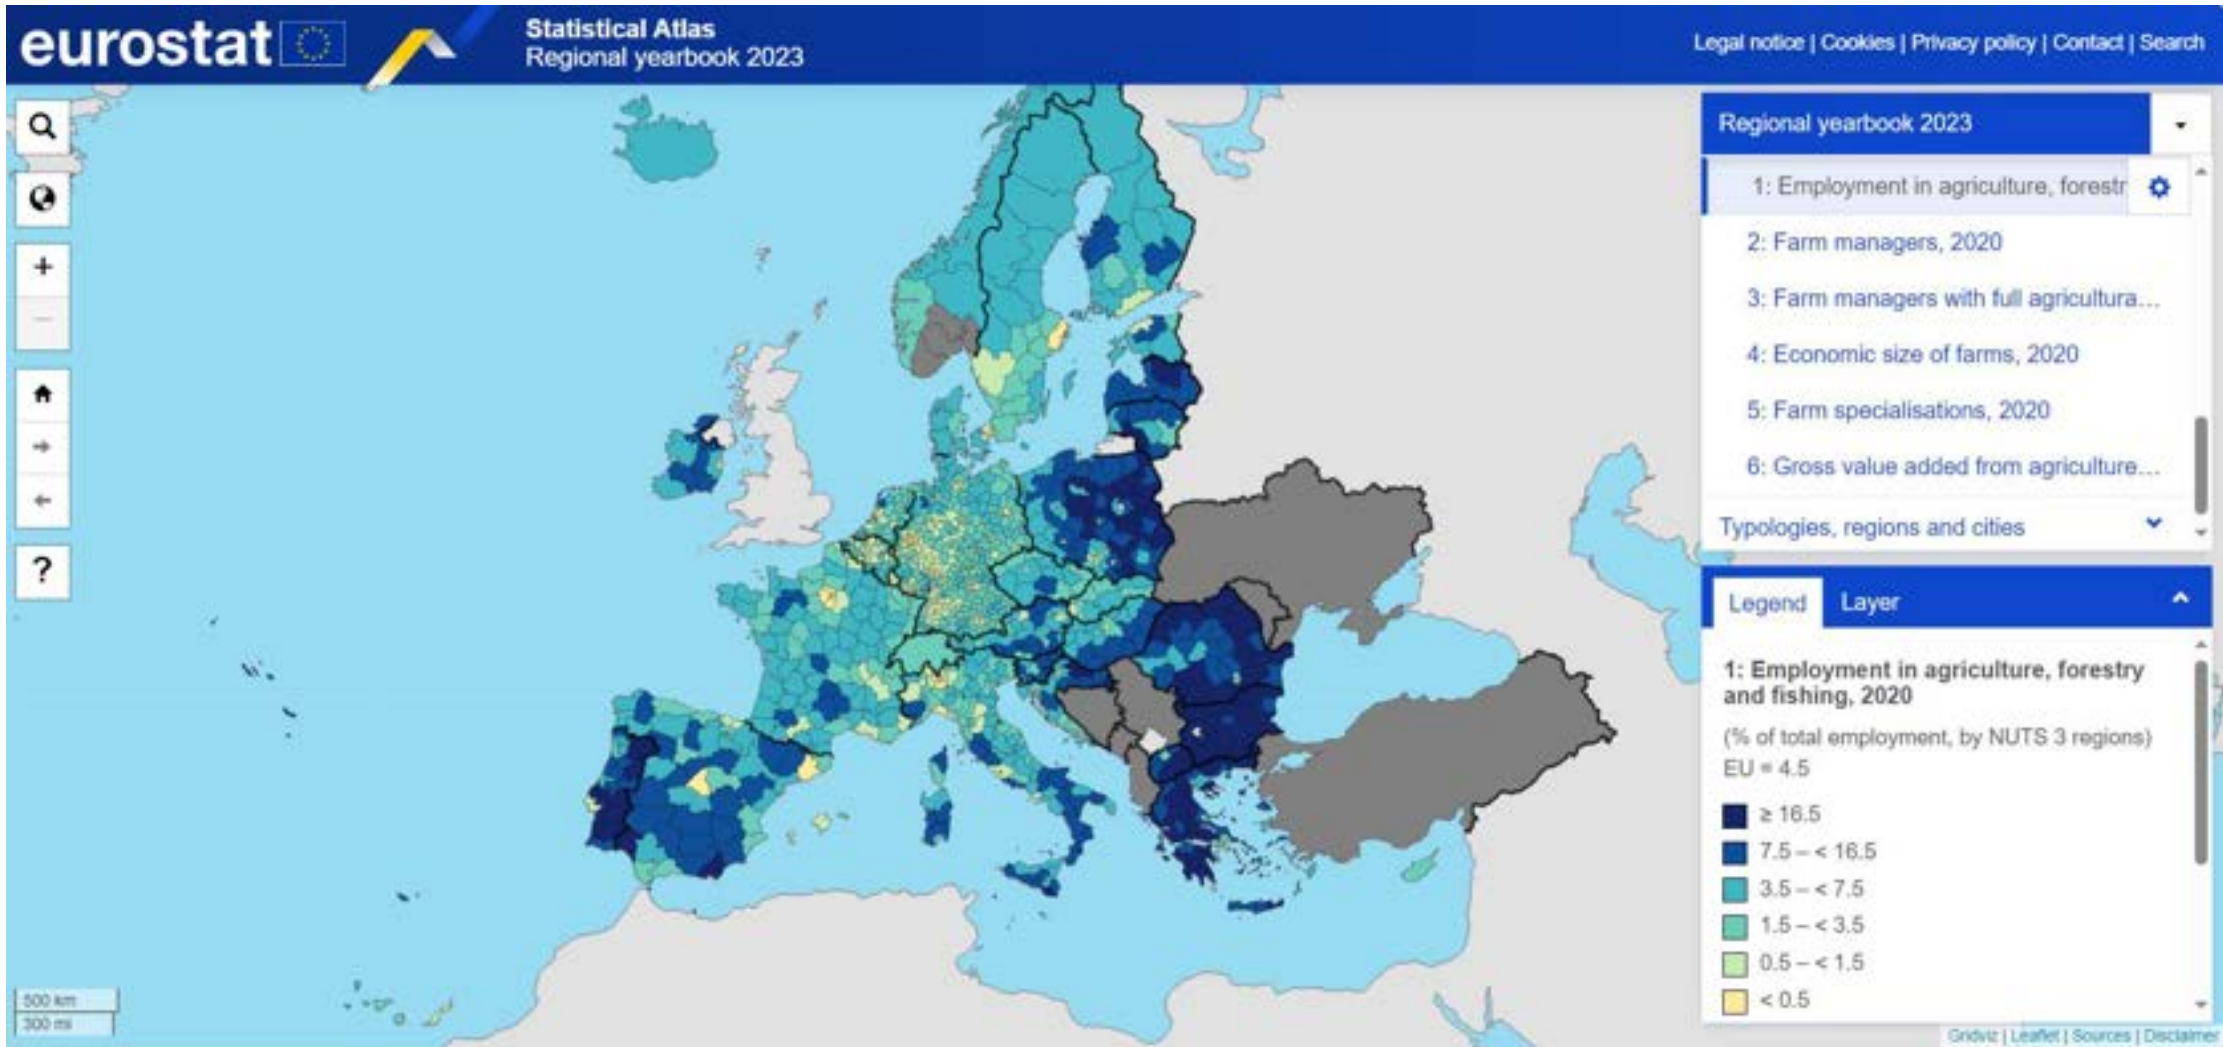 eurostat
Statistical Atlas
Regional yearbook 2023
Legal notice | Cookies | Privacy policy | Contact | Search
Regional yearbook 2023
1: Employment in agriculture, forestr
2: Farm managers, 2020
3: Farm managers with full agricultura...
4: Economic size of farms, 2020
5: Farm specialisations, 2020
6: Gross value added from agriculture...
Typologies, regions and cities
Legend Layer
1: Employment in agriculture, forestry
and fishing, 2020
(% of total employment, by NUTS 3 regions)
EU = 4.5
≥ 16.5
7.5 – < 16.5
3.5 – < 7.5
1.5 – < 3.5
0.5 – < 1.5
< 0.5
+
−
?
500 km
300 mi
Gridviz | Leaflet | Sources | Disclaimer